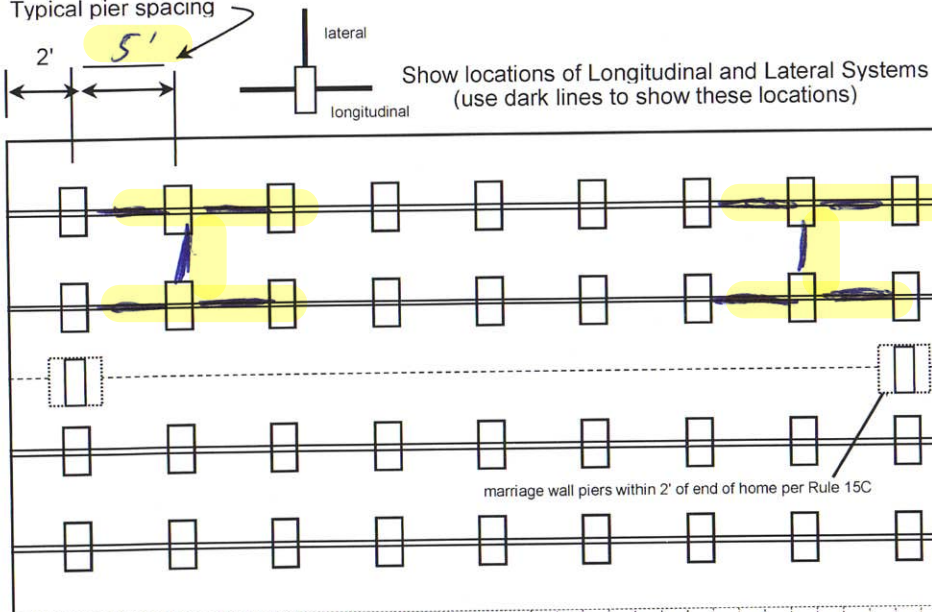 Typical pier spacing
2'
5'
lateral
longitudinal
Show locations of Longitudinal and Lateral Systems
(use dark lines to show these locations)
marriage wall piers within 2' of end of home per Rule 15C